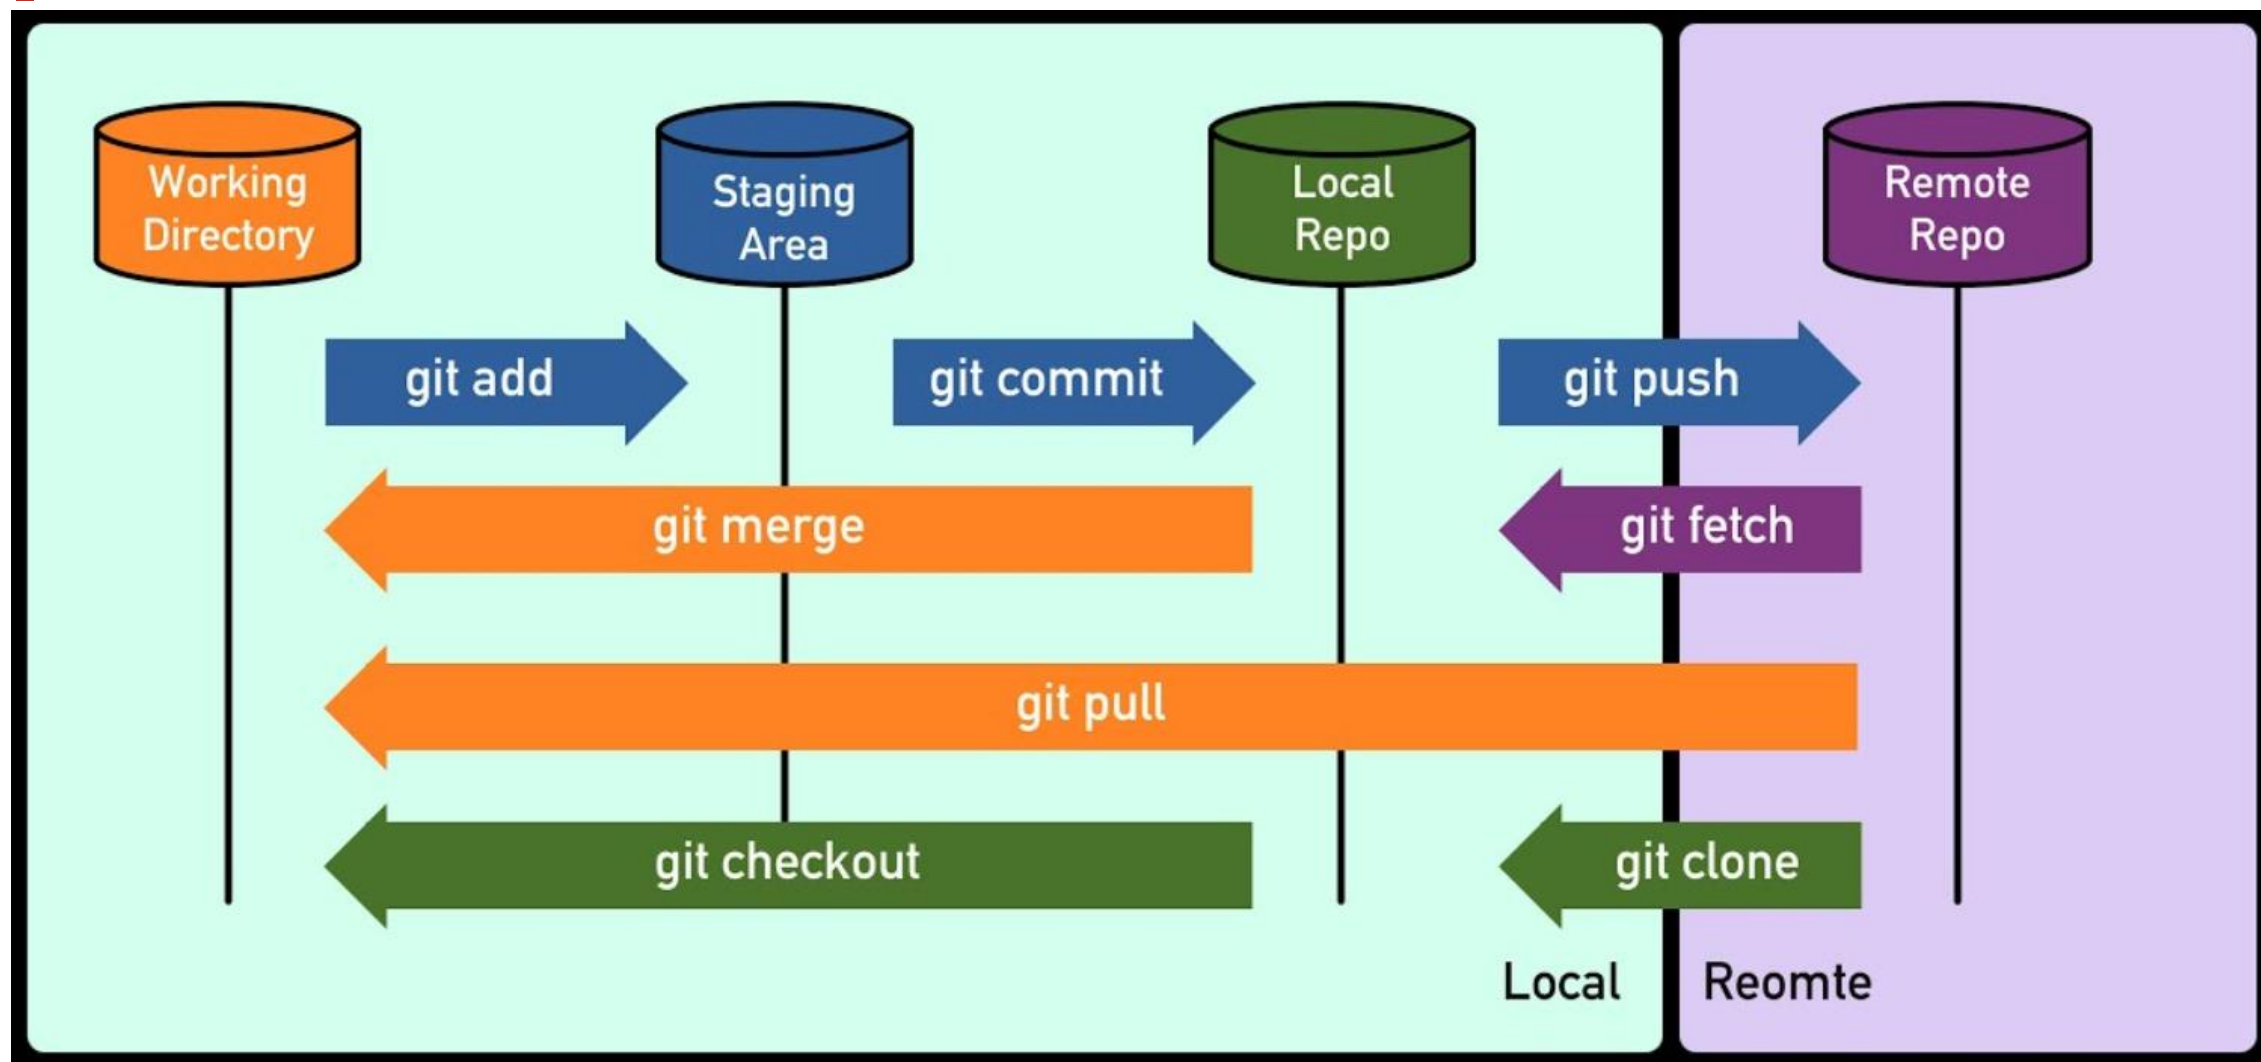 Working
Directory
Staging
Area
Local
Repo
Remote
Repo
git add
git commit
git push
git merge
git fetch
git pull
git checkout
git clone
Local
Reomte